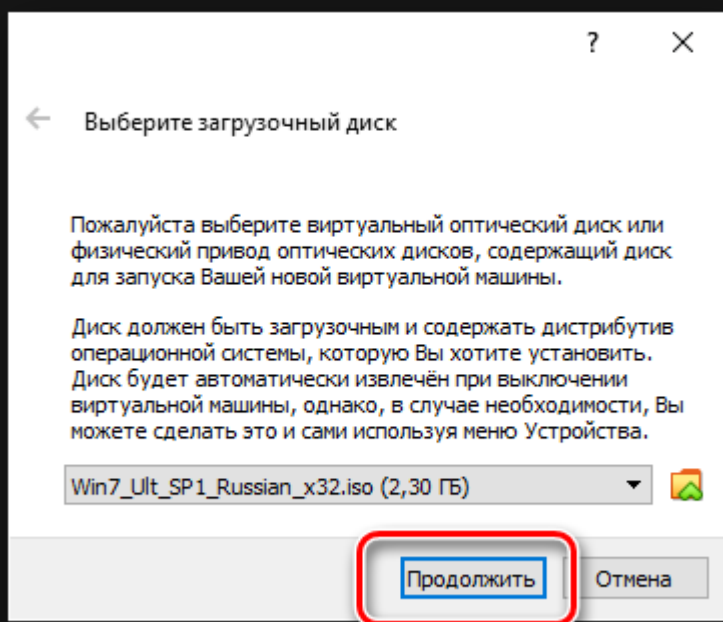 ?
Выберите загрузочный диск
Пожалуйста выберите виртуальный оптический диск или
физический привод оптических дисков, содержащий диск
для запуска Вашей новой виртуальной машины.
Диск должен быть загрузочным и содержать дистрибутив
операционной системы, которую Вы хотите установить.
Диск будет автоматически извлечён при выключении
виртуальной машины, однако, в случае необходимости, Вы
можете сделать это и сами используя меню Устройства.
Win7_Ult_SP1_Russian_x32.iso (2,30 ГБ)
Продолжить Отмена